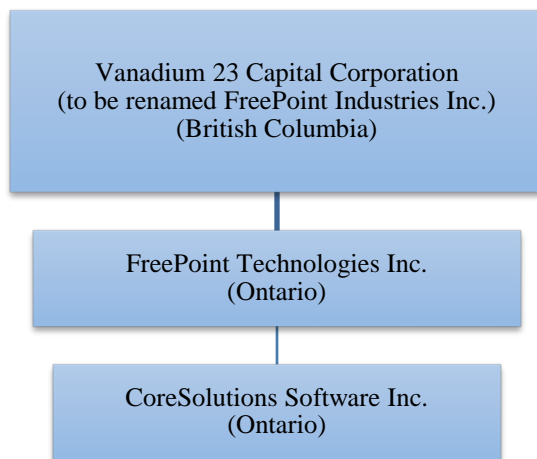 Vanadium 23 Capital Corporation
(to be renamed FreePoint Industries Inc.)
(British Columbia)
FreePoint Technologies Inc.
(Ontario)
CoreSolutions Software Inc.
(Ontario)